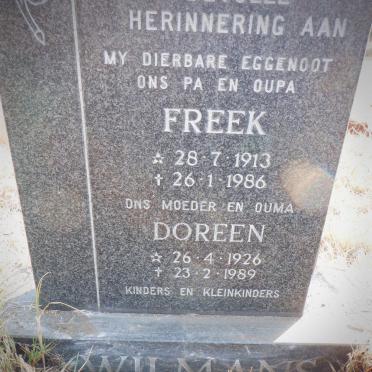 HERINNERING AAN
MY DIERBARE EGGENOOT
ONS PA EN OUPA
FREEK
☆ 28·7·1913
† 26·1·1986
ONS MOEDER EN OUMA
DOREEN
☆ 26·4·1926
† 23·2·1989
KINDERS EN KLEINKINDERS
WILMANS